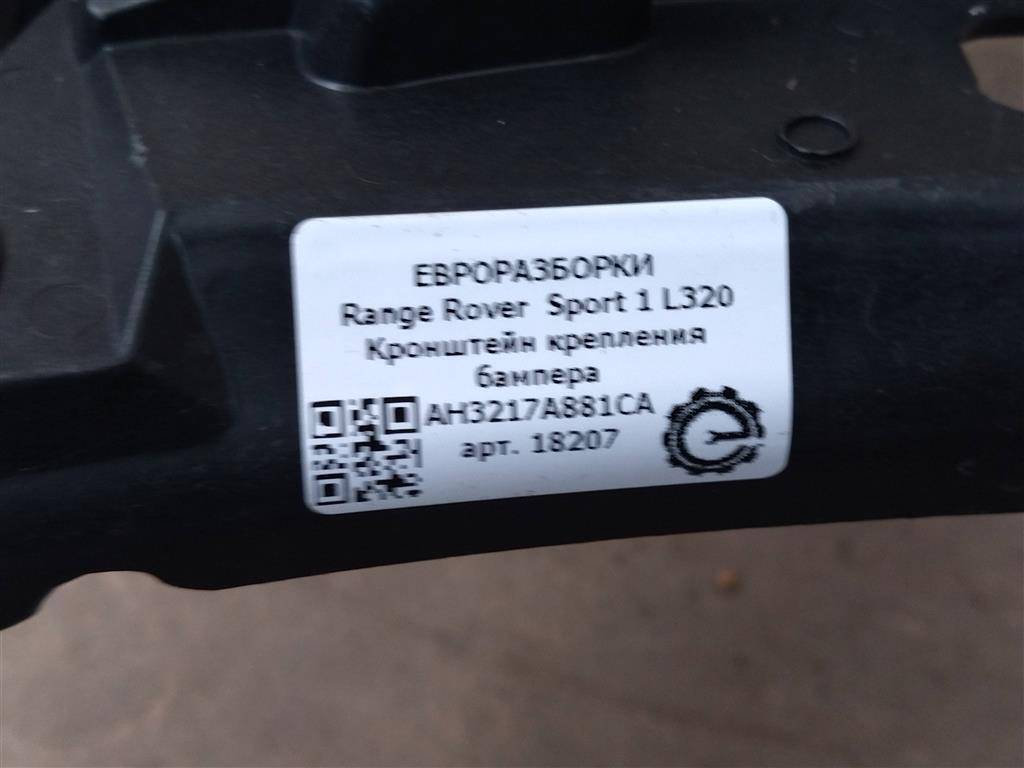 ЕВРОРАЗБОРКИ
Range Rover Sport 1 L320
Кронштейн крепления
бампера
AH3217A881CA
арт. 18207